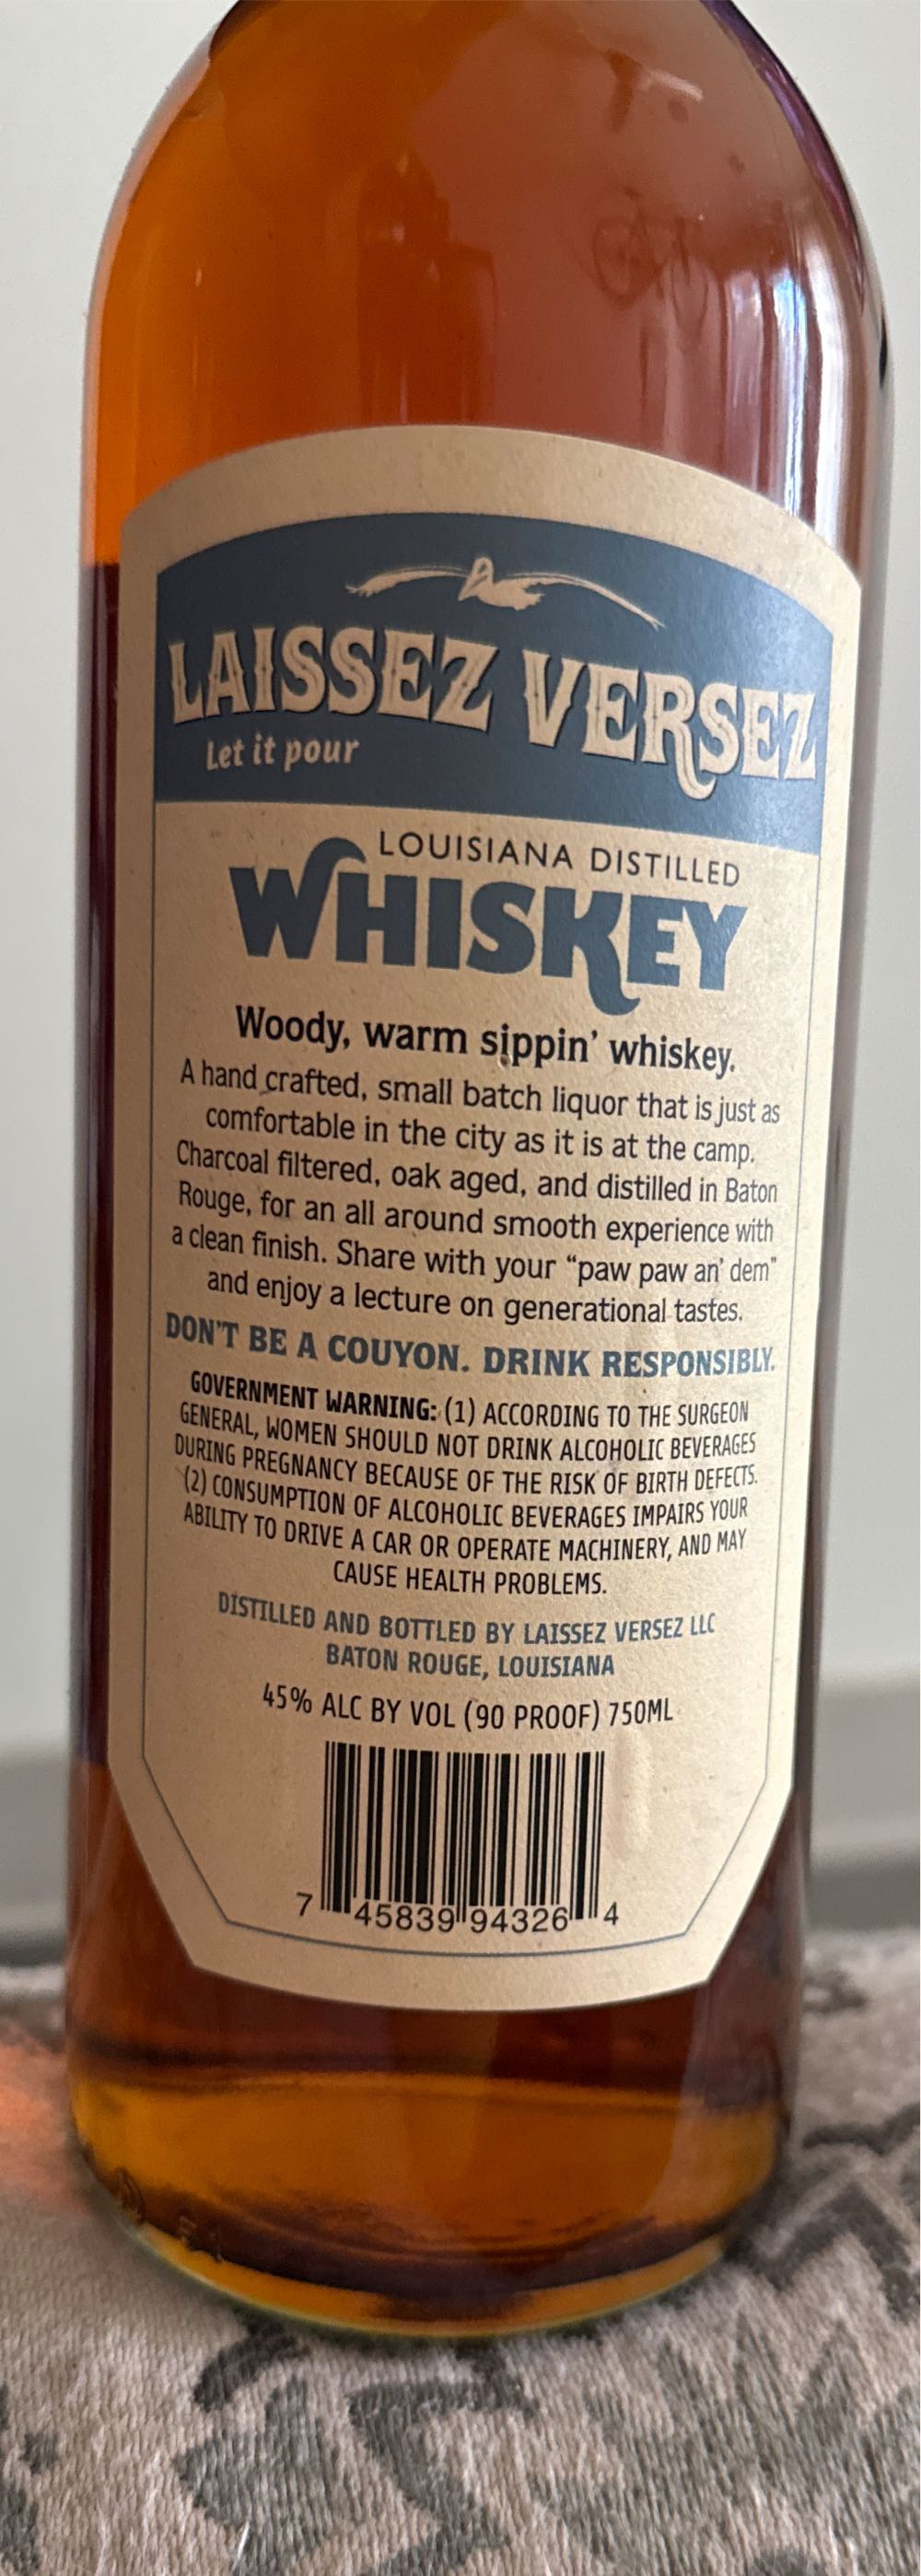 LAISSEZ VERSEZ
Let it pour
LOUISIANA DISTILLED
WHISKEY
Woody, warm sippin' whiskey.
A hand crafted, small batch liquor that is just as
comfortable in the city as it is at the camp.
Charcoal filtered, oak aged, and distilled in Baton
Rouge, for an all around smooth experience with
a clean finish. Share with your "paw paw an' dem"
and enjoy a lecture on generational tastes.
DON'T BE A COUYON. DRINK RESPONSIBLY.
GOVERNMENT WARNING: (1) ACCORDING TO THE SURGEON
GENERAL, WOMEN SHOULD NOT DRINK ALCOHOLIC BEVERAGES
DURING PREGNANCY BECAUSE OF THE RISK OF BIRTH DEFECTS.
(2) CONSUMPTION OF ALCOHOLIC BEVERAGES IMPAIRS YOUR
ABILITY TO DRIVE A CAR OR OPERATE MACHINERY, AND MAY
CAUSE HEALTH PROBLEMS.
DISTILLED AND BOTTLED BY LAISSEZ VERSEZ LLC
BATON ROUGE, LOUISIANA
45% ALC BY VOL (90 PROOF) 750ML
7 45839 94326 4